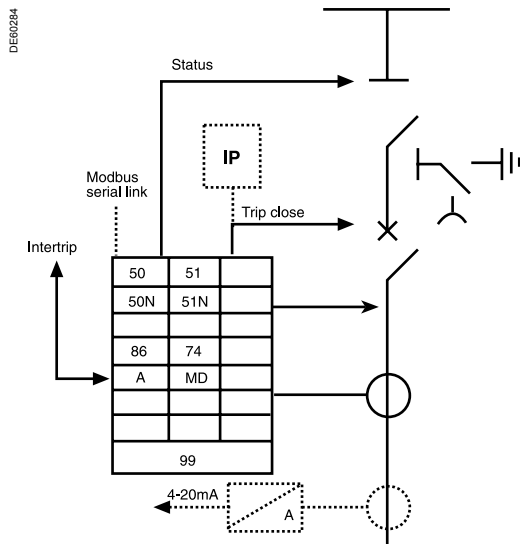 DE60284
Status
IP
Modbus
serial link
Trip close
Intertrip
50 51
50N 51N
86 74
A MD
99
4-20mA
A